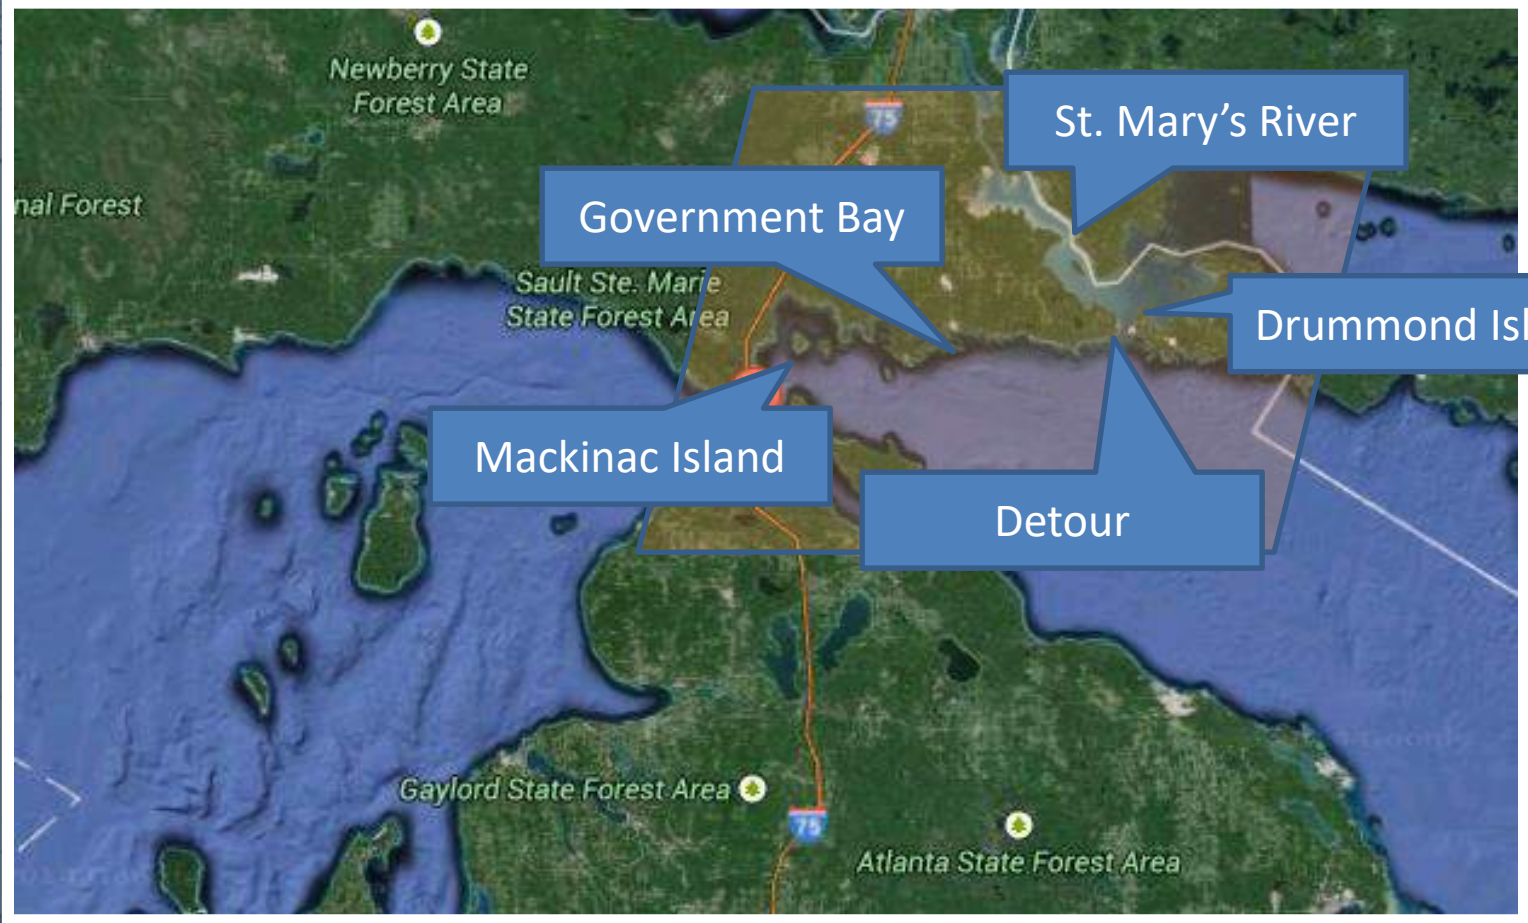 Newberry State
Forest Area
75
St. Mary’s River
nal Forest
Government Bay
Sault Ste. Marie
State Forest Area
Drummond Isl
Mackinac Island
Detour
Gaylord State Forest Area
75
Atlanta State Forest Area